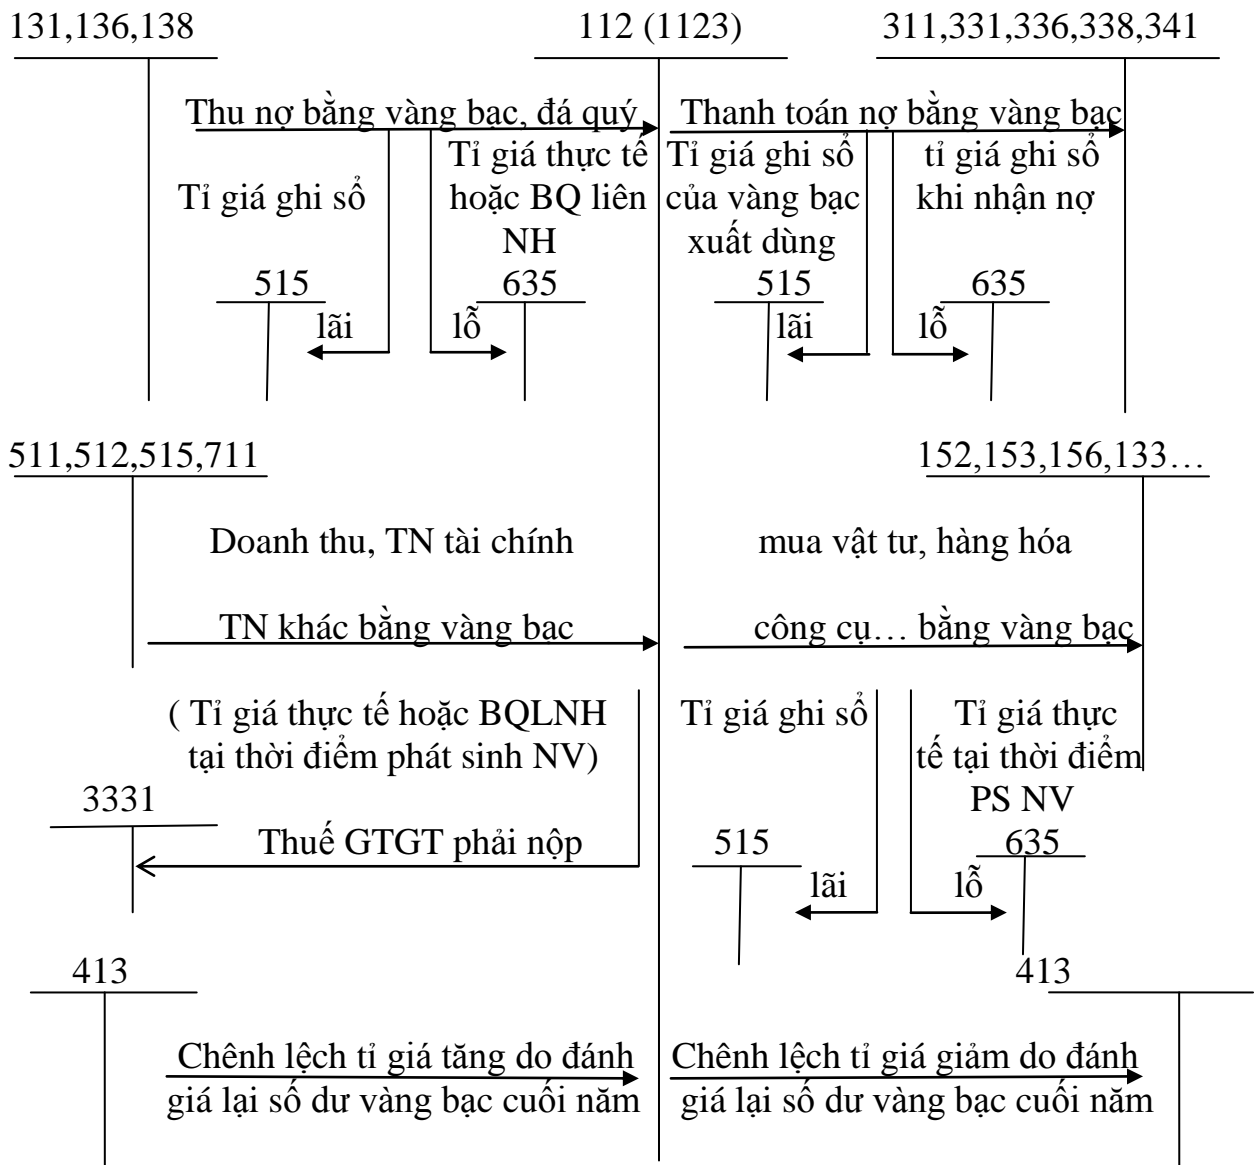 131,136,138
112 (1123)
311,331,336,338,341
Thu nợ bằng vàng bạc, đá quý
Thanh toán nợ bằng vàng bạc
Tỉ giá ghi sổ
Tỉ giá thực tế
hoặc BQ liên
NH
Tỉ giá ghi sổ
của vàng bạc
xuất dùng
tỉ giá ghi sổ
khi nhận nợ
515
635
515
635
lãi
lỗ
lãi
lỗ
511,512,515,711
152,153,156,133…
Doanh thu, TN tài chính
mua vật tư, hàng hóa
TN khác bằng vàng bạc
công cụ… bằng vàng bạc
( Tỉ giá thực tế hoặc BQLNH
tại thời điểm phát sinh NV)
Tỉ giá ghi sổ
Tỉ giá thực
tế tại thời điểm
PS NV
3331
Thuế GTGT phải nộp
515
635
lãi
lỗ
413
413
Chênh lệch tỉ giá tăng do đánh
giá lại số dư vàng bạc cuối năm
Chênh lệch tỉ giá giảm do đánh
giá lại số dư vàng bạc cuối năm